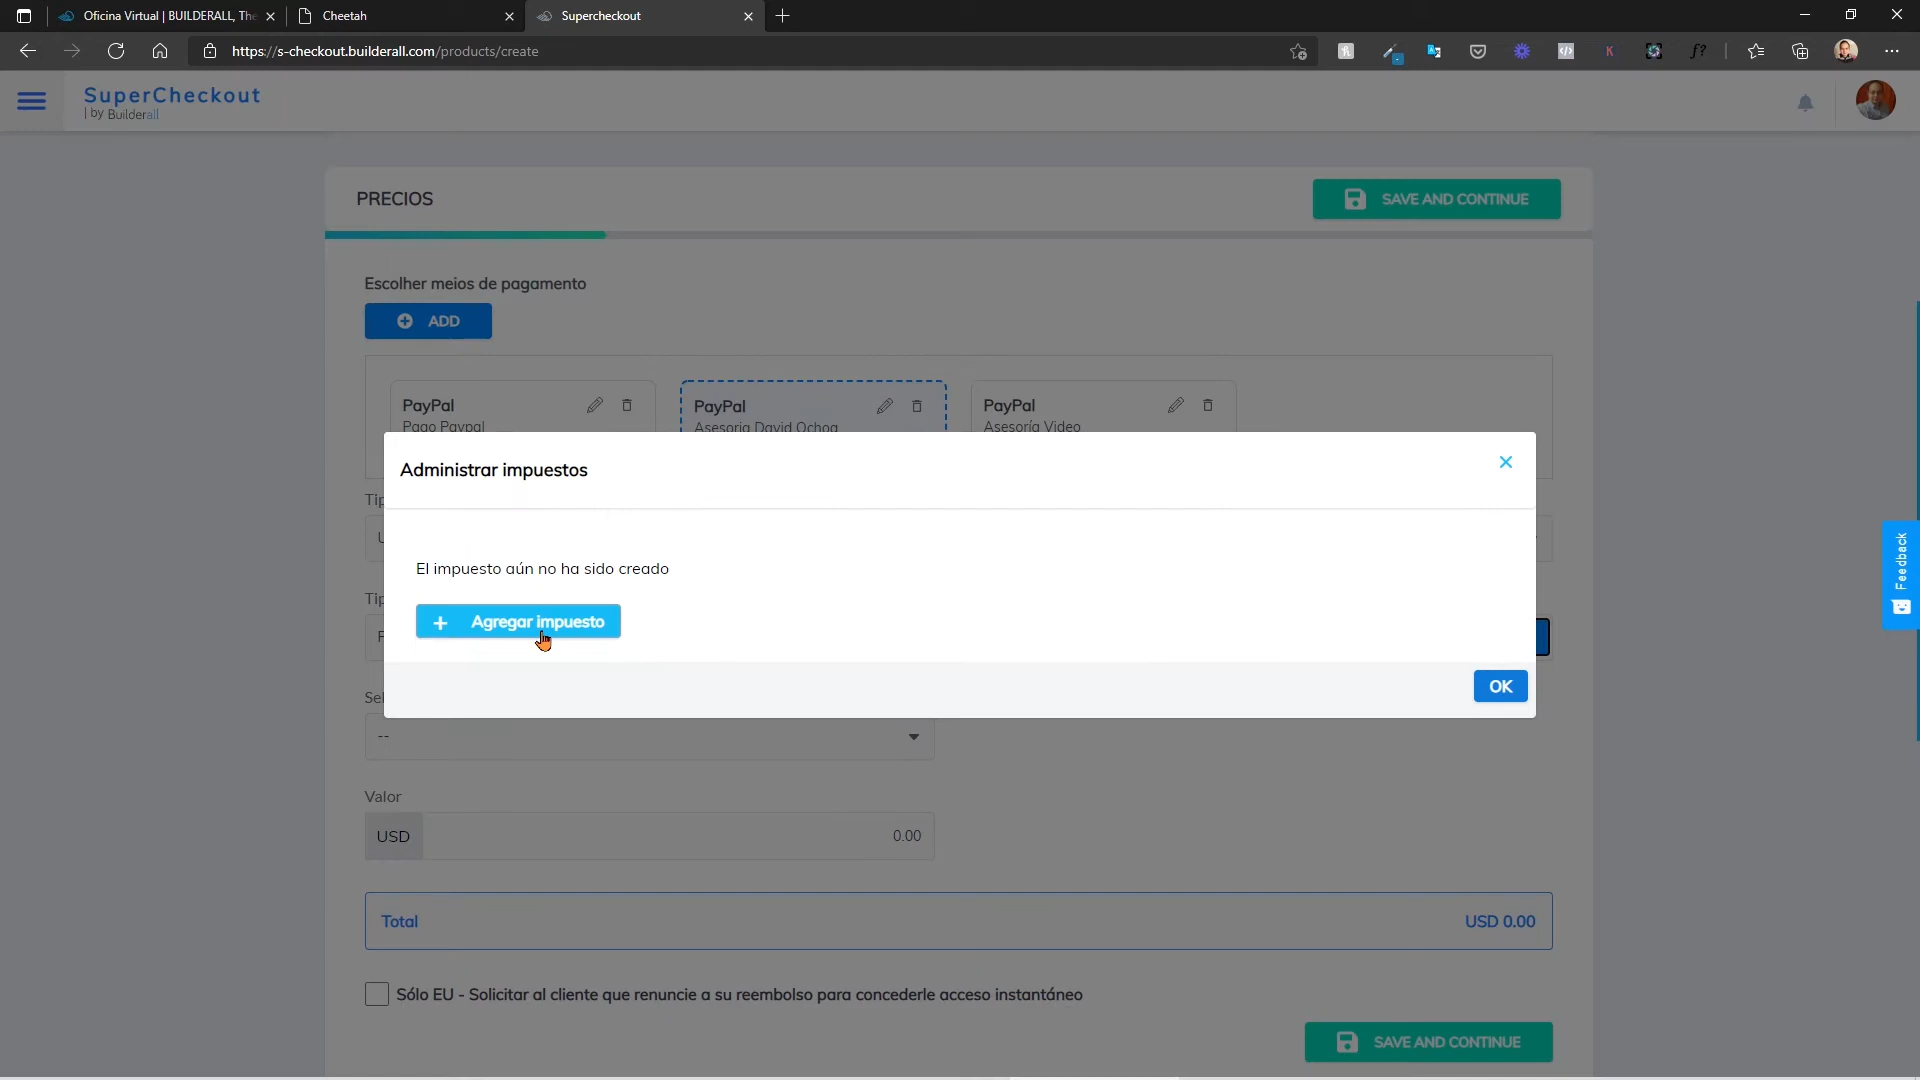 Oficina Virtual | BUILDERALL, The
Cheetah
Supercheckout
https://s-checkout.builderall.com/products/create
SuperCheckout
| by Builderall
PRECIOS
SAVE AND CONTINUE
Escolher meios de pagamento
ADD
PayPal
Pago Paypal
PayPal
Asesoría David Ochoa
PayPal
Asesoría Video
Administrar impuestos
Tip
El impuesto aún no ha sido creado
Feedback
Tip
Agregar impuesto
Sel
OK
--
Valor
USD
0.00
Total
USD 0.00
Sólo EU - Solicitar al cliente que renuncie a su reembolso para concederle acceso instantáneo
SAVE AND CONTINUE